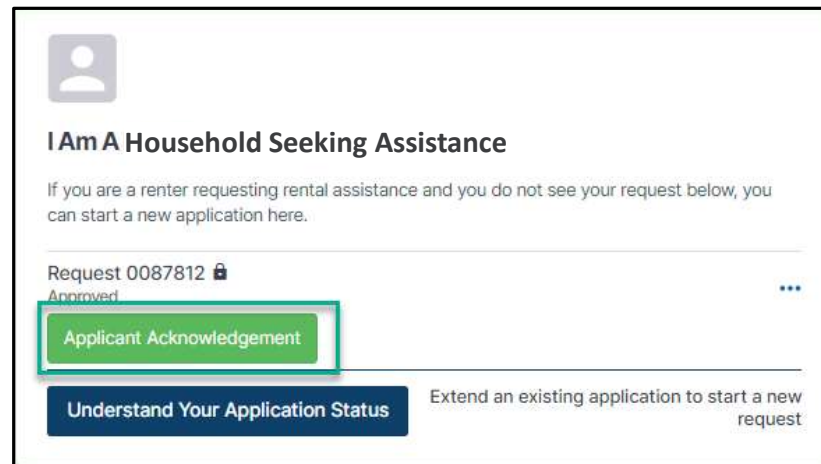 I Am A Household Seeking Assistance
If you are a renter requesting rental assistance and you do not see your request below, you
can start a new application here.
Request 0087812
Approved
Applicant Acknowledgement
Understand Your Application Status
Extend an existing application to start a new
request